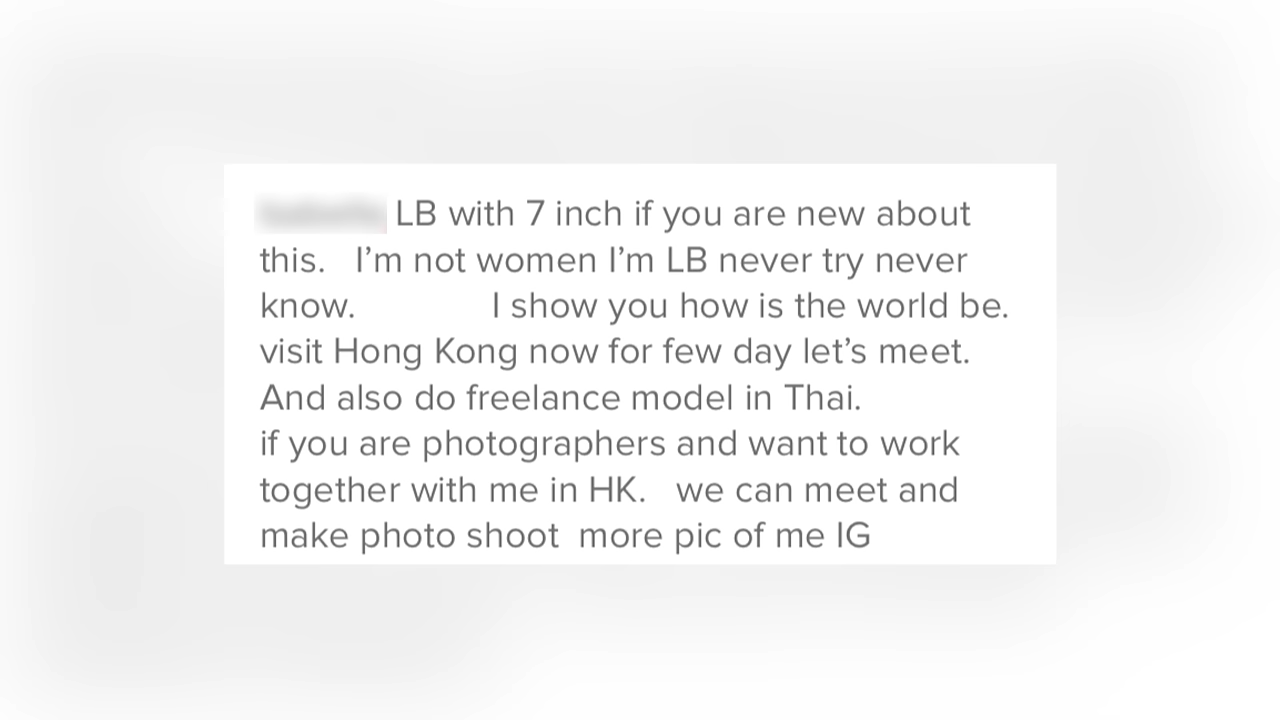 LB with 7 inch if you are new about
this. I’m not women I’m LB never try never
know. I show you how is the world be.
visit Hong Kong now for few day let’s meet.
And also do freelance model in Thai.
if you are photographers and want to work
together with me in HK. we can meet and
make photo shoot more pic of me IG